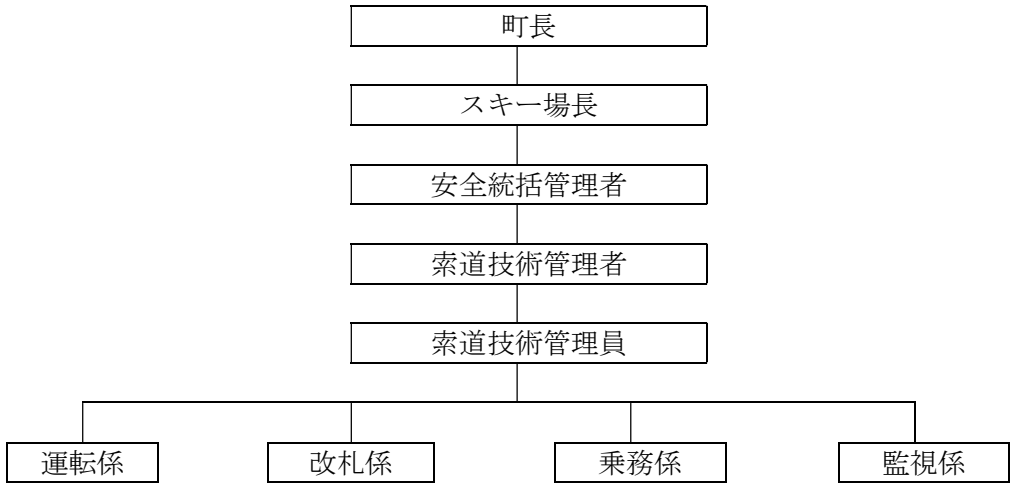 町長
スキー場長
安全統括管理者
索道技術管理者
索道技術管理員
運転係
改札係
乗務係
監視係